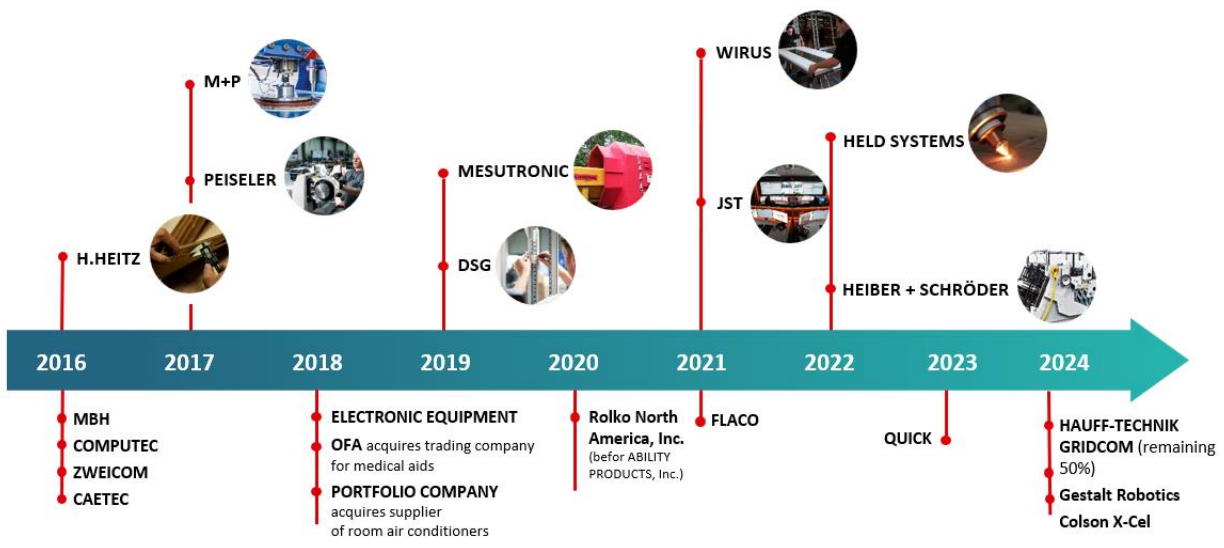 WIRUS
M+P
HELD SYSTEMS
MESUTRONIC
PEISELER
JST
H.HEITZ
DSG
HEIBER + SCHRÖDER
2016 2017 2018 2019 2020 2021 2022 2023 2024
MBH
COMPUTEC
ZWEICOM
CAETEC
ELECTRONIC EQUIPMENT
OFA acquires trading company
for medical aids
PORTFOLIO COMPANY
acquires supplier
of room air conditioners
Rolko North
America, Inc.
(befor ABILITY
PRODUCTS, Inc.)
FLACO
QUICK
HAUFF-TECHNIK
GRIDCOM (remaining
50%)
Gestalt Robotics
Colson X-Cel